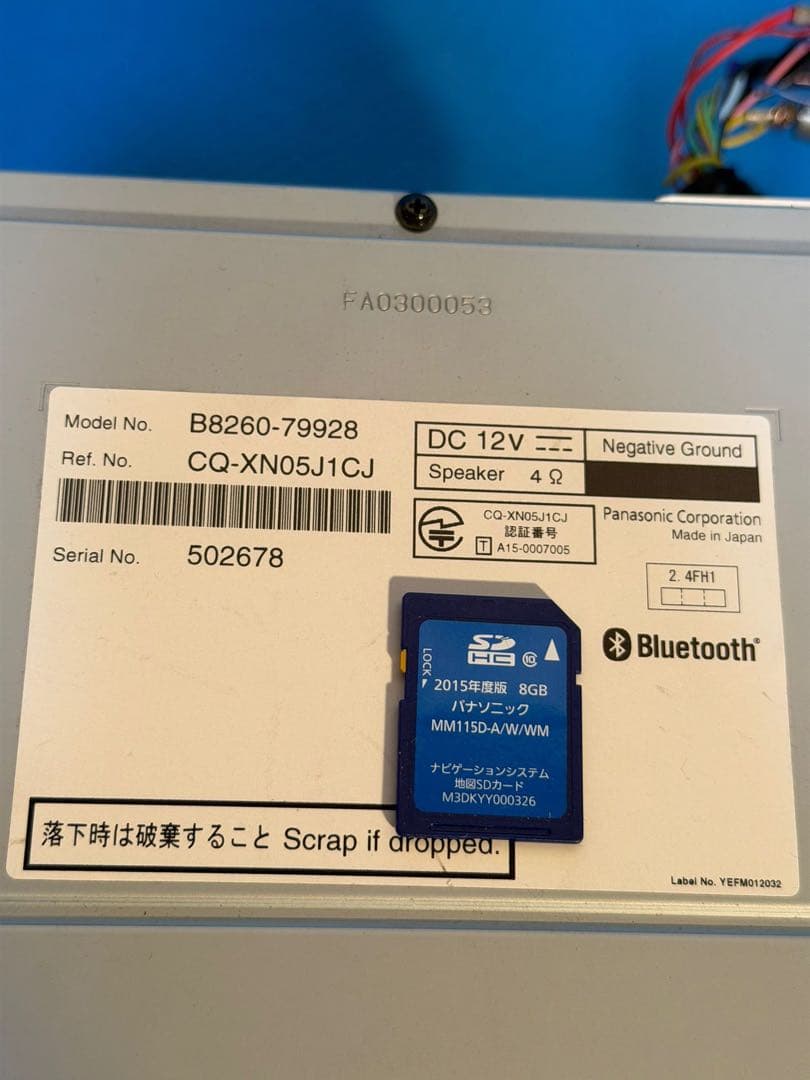 FA0300053
Model No. B8260-79928
Ref. No. CQ-XN05J1CJ
Serial No. 502678
DC 12V
Negative Ground
Speaker 4 Ω
CQ-XN05J1CJ
認証番号
T A15-0007005
Panasonic Corporation
Made in Japan
2.4FH1
Bluetooth®
SD
HC 10
LOCK
2015年度版 8GB
パナソニック
MM115D-A/W/WM
ナビゲーションシステム
地図SDカード
M3DKYY000326
落下時は破棄すること Scrap if dropped.
Label No. YEFM012032